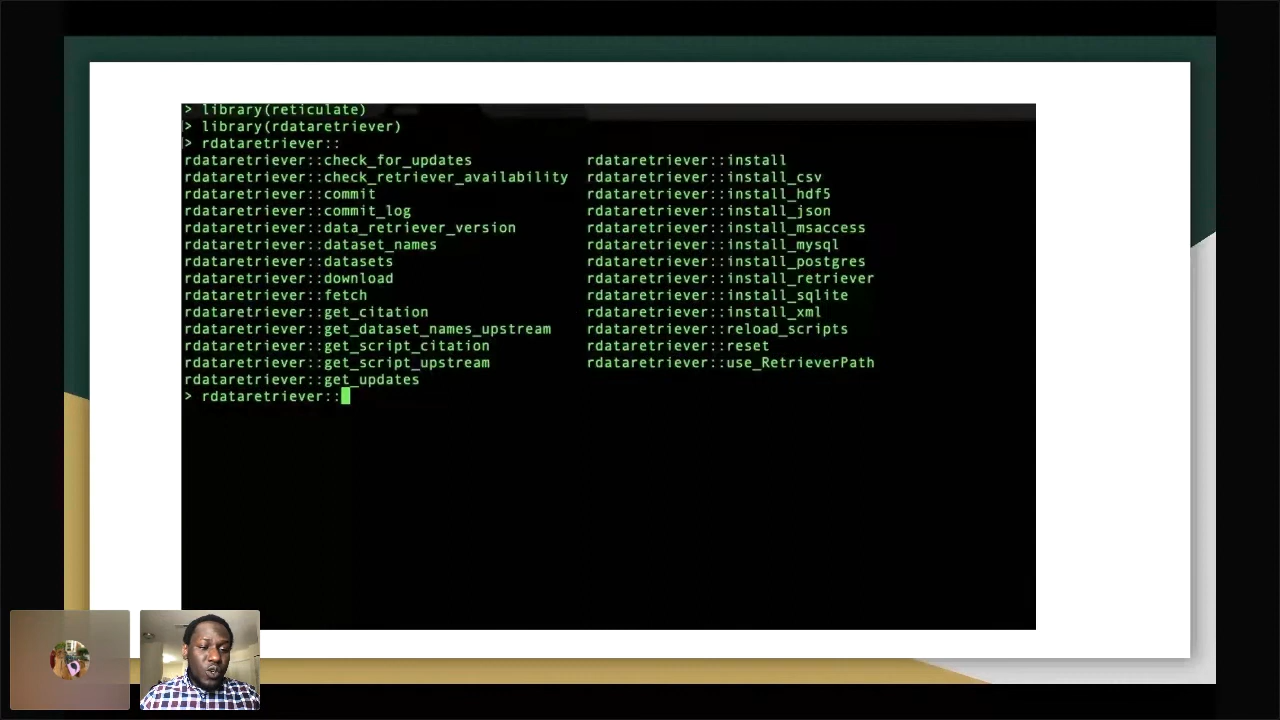 > library(reticulate)
> library(rdataretriever)
> rdataretriever::
rdataretriever::check_for_updates rdataretriever::install
rdataretriever::check_retriever_availability rdataretriever::install_csv
rdataretriever::commit rdataretriever::install_hdf5
rdataretriever::commit_log rdataretriever::install_json
rdataretriever::data_retriever_version rdataretriever::install_msaccess
rdataretriever::dataset_names rdataretriever::install_mysql
rdataretriever::datasets rdataretriever::install_postgres
rdataretriever::download rdataretriever::install_retriever
rdataretriever::fetch rdataretriever::install_sqlite
rdataretriever::get_citation rdataretriever::install_xml
rdataretriever::get_dataset_names_upstream rdataretriever::reload_scripts
rdataretriever::get_script_citation rdataretriever::reset
rdataretriever::get_script_upstream rdataretriever::use_RetrieverPath
rdataretriever::get_updates
> rdataretriever::